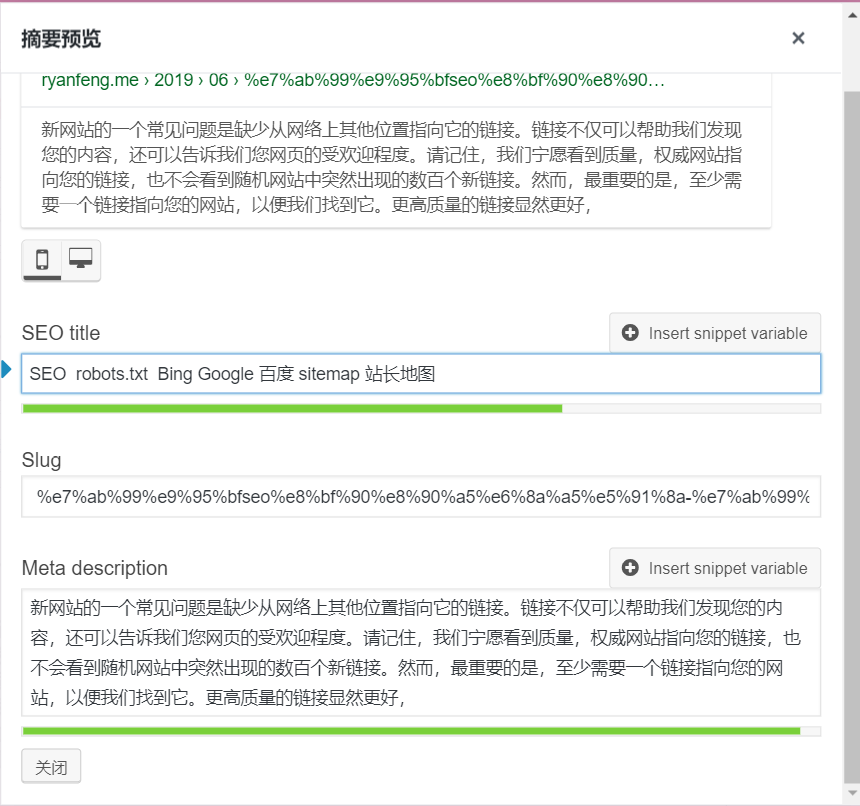 摘要预览
ryanfeng.me › 2019 › 06 › %e7%ab%99%e9%95%bfseo%e8%bf%90%e8%90…
新网站的一个常见问题是缺少从网络上其他位置指向它的链接。链接不仅可以帮助我们发现
您的内容，还可以告诉我们您网页的受欢迎程度。请记住，我们宁愿看到质量，权威网站指
向您的链接，也不会看到随机网站中突然出现的数百个新链接。然而，最重要的是，至少需
要一个链接指向您的网站，以便我们找到它。更高质量的链接显然更好，
SEO title
Insert snippet variable
SEO  robots.txt  Bing Google 百度 sitemap 站长地图
Slug
%e7%ab%99%e9%95%bfseo%e8%bf%90%e8%90%a5%e6%8a%a5%e5%91%8a-%e7%ab%99%
Meta description
Insert snippet variable
新网站的一个常见问题是缺少从网络上其他位置指向它的链接。链接不仅可以帮助我们发现您的内
容，还可以告诉我们您网页的受欢迎程度。请记住，我们宁愿看到质量，权威网站指向您的链接，也
不会看到随机网站中突然出现的数百个新链接。然而，最重要的是，至少需要一个链接指向您的网
站，以便我们找到它。更高质量的链接显然更好，
关闭